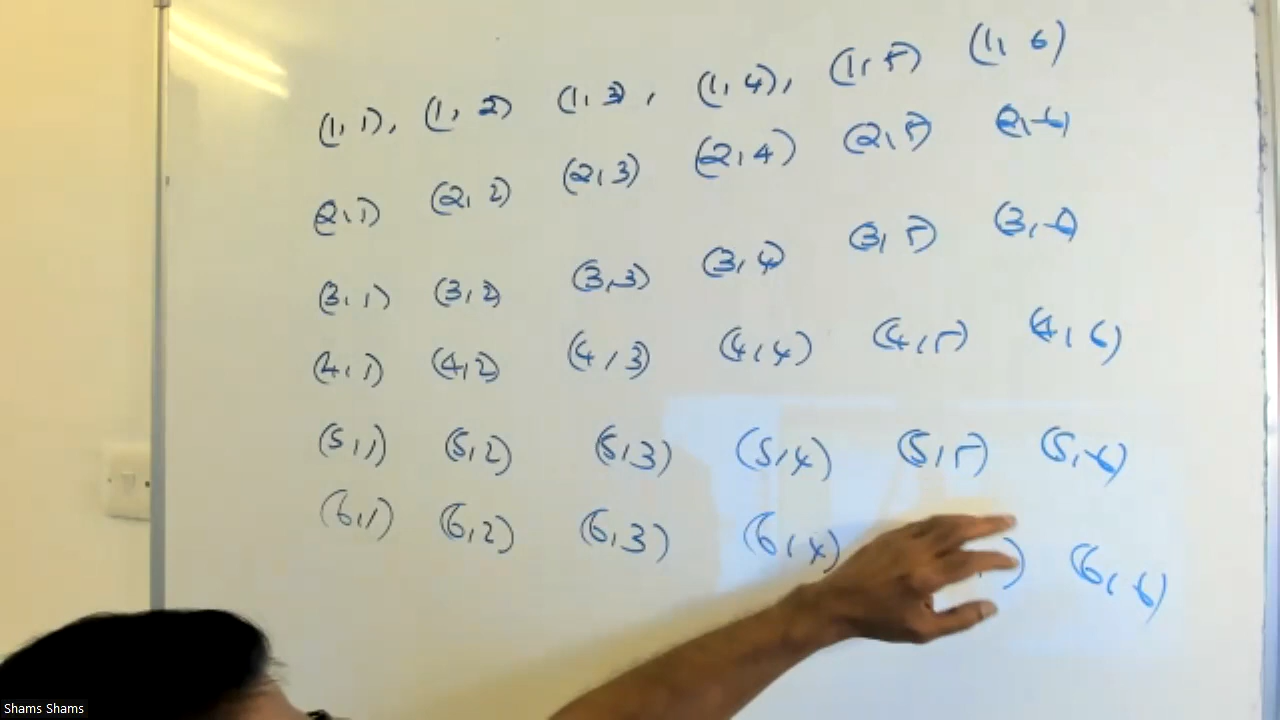 (1, 1), (1, 2) (1, 3), (1, 4), (1, 5) (1, 6)
(2, 1) (2, 2) (2, 3) (2, 4) (2, 5) (2, 6)
(3, 1) (3, 2) (3, 3) (3, 4) (3, 5) (3, 6)
(4, 1) (4, 2) (4, 3) (4, 4) (4, 5) (4, 6)
(5, 1) (5, 2) (5, 3) (5, 4) (5, 5) (5, 6)
(6, 1) (6, 2) (6, 3) (6, 4) ) (6, 6)
Shams Shams